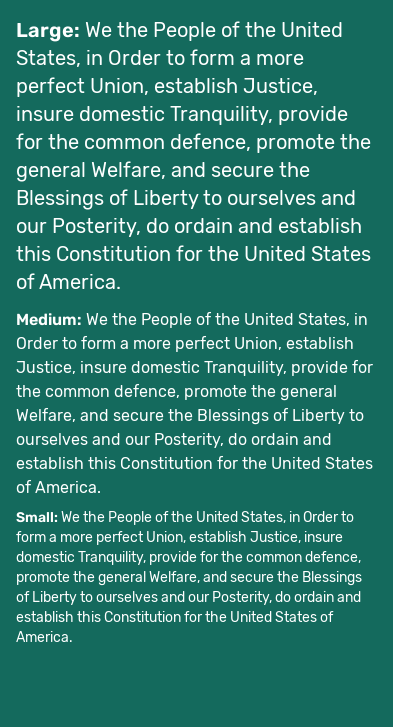 Large: We the People of the United
States, in Order to form a more
perfect Union, establish Justice,
insure domestic Tranquility, provide
for the common defence, promote the
general Welfare, and secure the
Blessings of Liberty to ourselves and
our Posterity, do ordain and establish
this Constitution for the United States
of America.
Medium: We the People of the United States, in
Order to form a more perfect Union, establish
Justice, insure domestic Tranquility, provide for
the common defence, promote the general
Welfare, and secure the Blessings of Liberty to
ourselves and our Posterity, do ordain and
establish this Constitution for the United States
of America.
Small: We the People of the United States, in Order to
form a more perfect Union, establish Justice, insure
domestic Tranquility, provide for the common defence,
promote the general Welfare, and secure the Blessings
of Liberty to ourselves and our Posterity, do ordain and
establish this Constitution for the United States of
America.